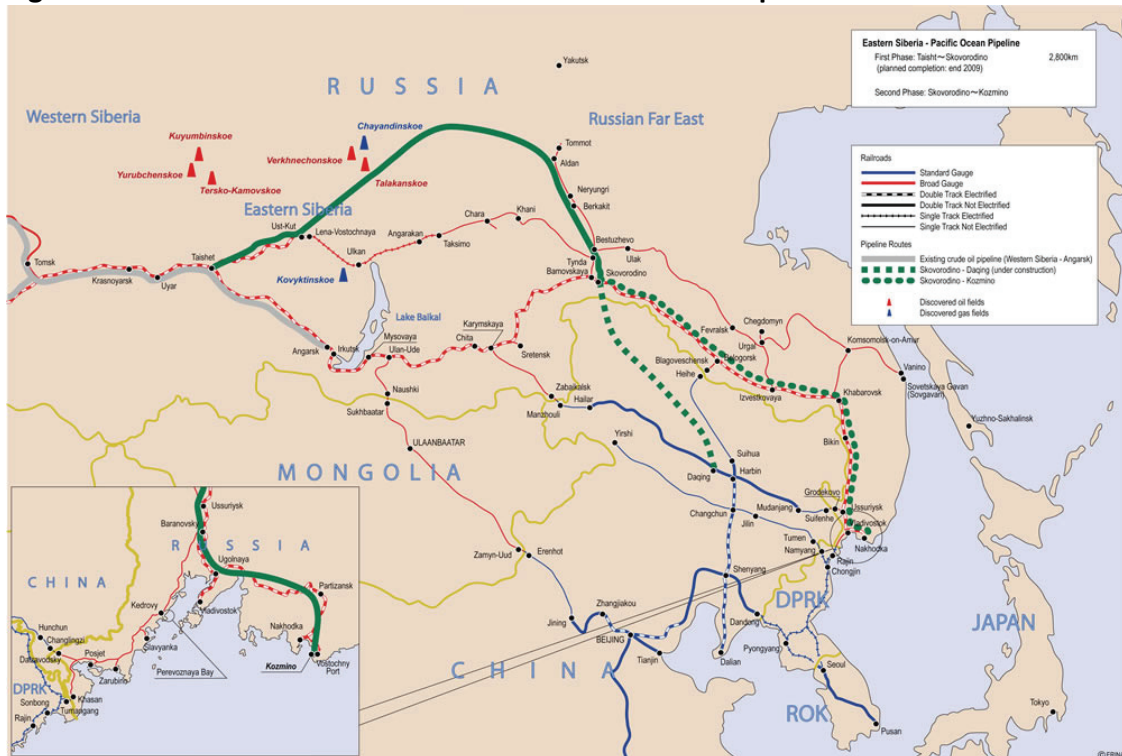 Eastern Siberia - Pacific Ocean Pipeline
First Phase: Taisht～Skovorodino 2,800km
(planned completion: end 2009)
Second Phase: Skovorodino～Kozmino
Railroads
Standard Gauge
Broad Gauge
Double Track Electrified
Double Track Not Electrified
Single Track Electrified
Single Track Not Electrified
Pipeline Routes
Existing crude oil pipeline (Western Siberia - Angarsk)
Skovorodino - Daqing (under construction)
Skovorodino - Kozmino
Discovered oil fields
Discovered gas fields
Yakutsk
RUSSIA
Western Siberia
Russian Far East
Kuyumbinskoe
Chayandinskoe
Verkhnechonskoe
Yurubchenskoe
Tersko-Kamovskoe
Talakanskoe
Tommot
Aldan
Neryungri
Berkakit
Eastern Siberia
Ust-Kut
Lena-Vostochnaya
Chara
Khani
Angarakan
Taksimo
Ulkan
Bestuzhevo
Ulak
Tomsk
Taishet
Krasnoyarsk
Uyar
Kovyktinskoe
Tynda
Bamovskaya
Skovorodino
Lake Baikal
Mysovaya
Karymskaya
Angarsk
Irkutsk
Ulan-Ude
Chita
Sretensk
Fevralsk
Chegdomyn
Urgal
Komsomolsk-on-Amur
Vanino
Sovetskaya Gavan
(Sovgavan)
Blagoveschensk
Belogorsk
Heihe
Izvestkovaya
Khabarovsk
Naushki
Sukhbaatar
Zabaikalsk
Hailar
Manzhouli
Yuzhno-Sakhalinsk
ULAANBAATAR
Yirshi
Bikin
MONGOLIA
Suihua
Daqing
Harbin
Grodekovo
Ussuriysk
Mudanjang
Suifenhe
Vladivostok
Changchun
Jilin
Nakhodka
Tumen
Namyang
Rajin
Chongjin
Zamyn-Uud
Erenhot
Shenyang
DPRK
Zhangjiakou
Jining
Dandong
BEIJING
Pyongyang
Tianjin
Dalian
CHINA
Seoul
JAPAN
ROK
Pusan
Tokyo
Ussuriysk
Baranovsky
RUSSIA
Ugolnaya
CHINA
Partizansk
Kedrovy
Vladivostok
Hunchun
Changlingzi
Nakhodka
Slavyanka
Posjet
Kozmino
Vostochny
Port
Perevoznaya Bay
DPRK
Zarubino
Khasan
Sonbong
Tumangang
Rajin
©ERINA